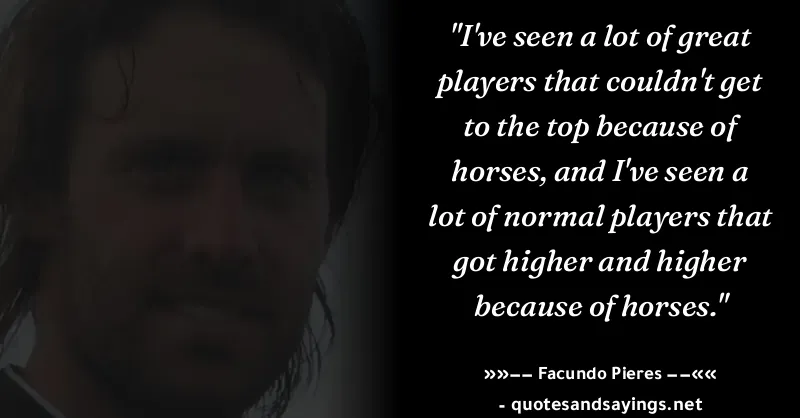 "I've seen a lot of great
players that couldn't get
to the top because of
horses, and I've seen a
lot of normal players that
got higher and higher
because of horses."
»»−− Facundo Pieres −−««
- quotesandsayings.net